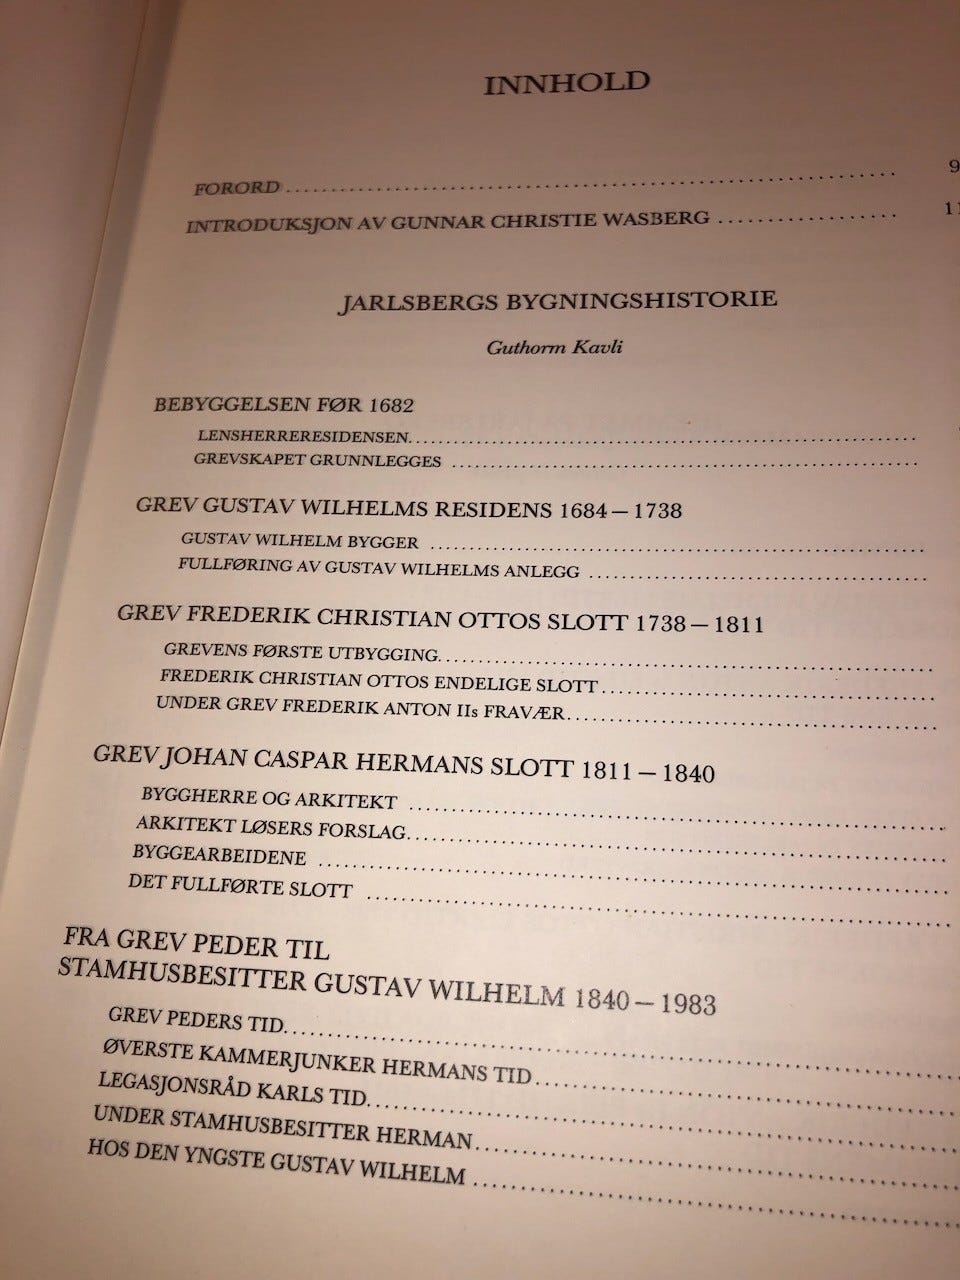 INNHOLD
FORORD 9
INTRODUKSJON AV GUNNAR CHRISTIE WASBERG
JARLSBERGS BYGNINGSHISTORIE
Guthorm Kavli
BEBYGGELSEN FØR 1682
LENSHERRERESIDENSEN
GREVSKAPET GRUNNLEGGES
GREV GUSTAV WILHELMS RESIDENS 1684 – 1738
GUSTAV WILHELM BYGGER
FULLFØRING AV GUSTAV WILHELMS ANLEGG
GREV FREDERIK CHRISTIAN OTTOS SLOTT 1738 – 1811
GREVENS FØRSTE UTBYGGING
FREDERIK CHRISTIAN OTTOS ENDELIGE SLOTT
UNDER GREV FREDERIK ANTON IIs FRAVÆR
GREV JOHAN CASPAR HERMANS SLOTT 1811 – 1840
BYGGHERRE OG ARKITEKT
ARKITEKT LØSERS FORSLAG
BYGGEARBEIDENE
DET FULLFØRTE SLOTT
FRA GREV PEDER TIL
STAMHUSBESITTER GUSTAV WILHELM 1840 – 1983
GREV PEDERS TID
ØVERSTE KAMMERJUNKER HERMANS TID
LEGASJONSRÅD KARLS TID
UNDER STAMHUSBESITTER HERMAN
HOS DEN YNGSTE GUSTAV WILHELM